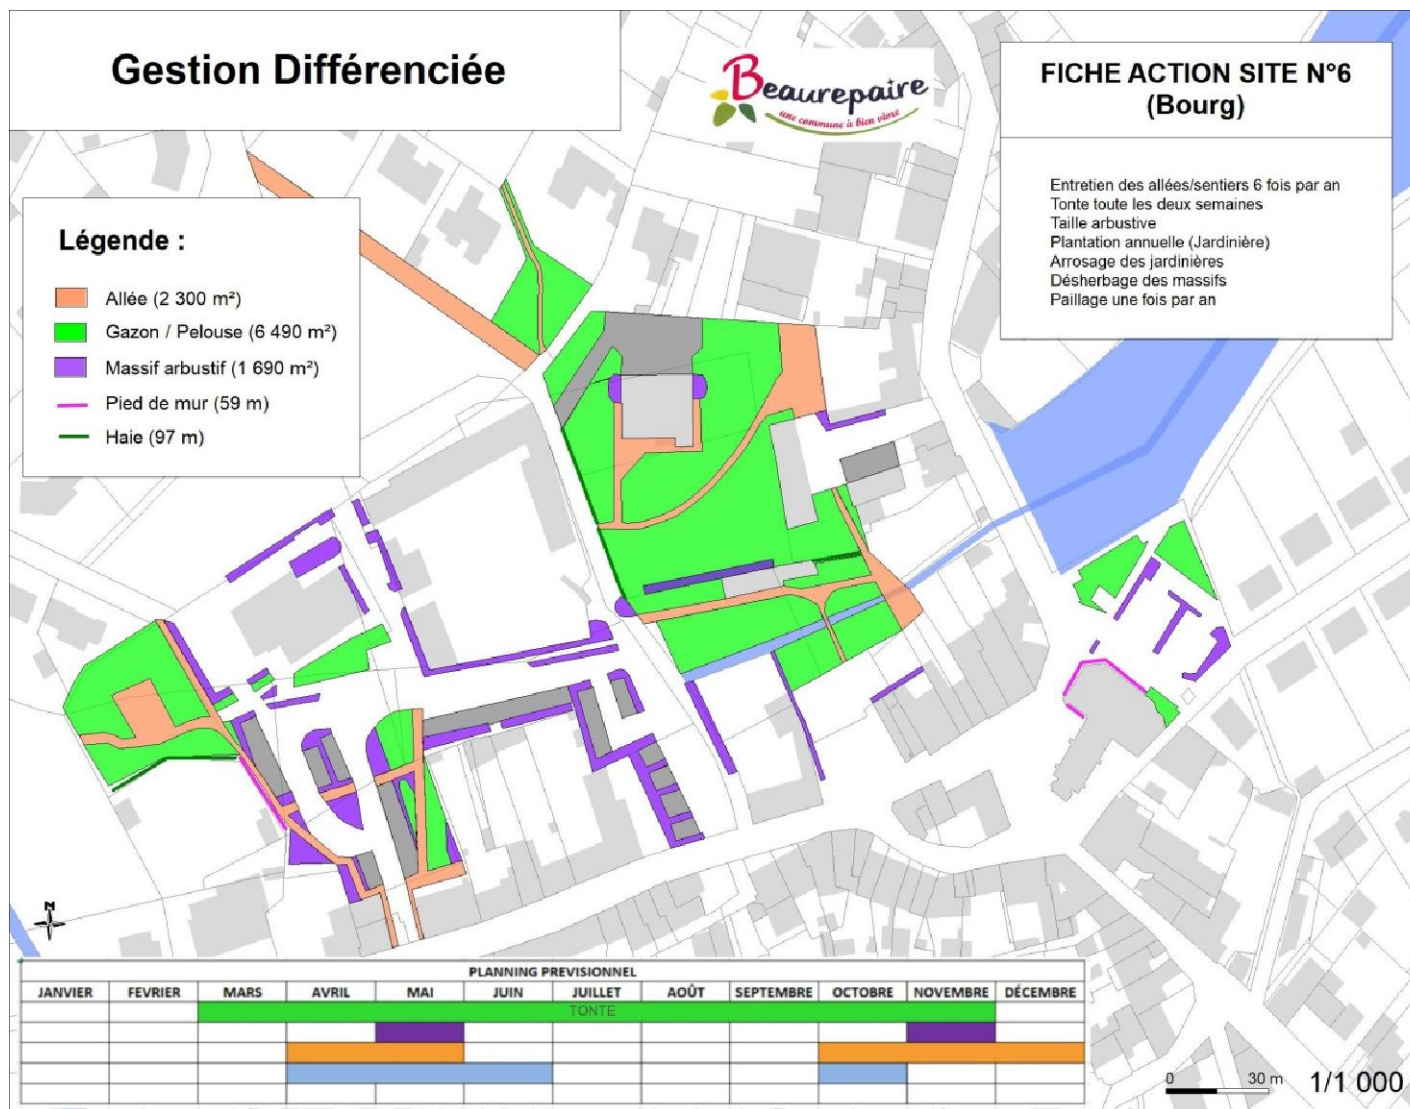 Gestion Différenciée
Beaurepaire
une commune à bien vivre
FICHE ACTION SITE N°6
(Bourg)
Entretien des allées/sentiers 6 fois par an
Tonte toute les deux semaines
Taille arbustive
Plantation annuelle (Jardinière)
Arrosage des jardinières
Désherbage des massifs
Paillage une fois par an
Légende :
Allée (2 300 m²)
Gazon / Pelouse (6 490 m²)
Massif arbustif (1 690 m²)
Pied de mur (59 m)
Haie (97 m)
N
PLANNING PREVISIONNEL
JANVIER FEVRIER MARS AVRIL MAI JUIN JUILLET AOÛT SEPTEMBRE OCTOBRE NOVEMBRE DÉCEMBRE
TONTE
0 30 m 1/1 000